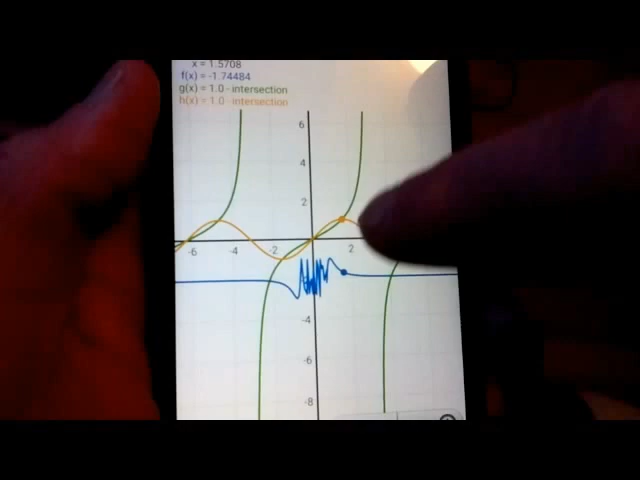 x = 1.5708
f(x) = -1.74484
g(x) = 1.0 - intersection
h(x) = 1.0 - intersection
6
4
2
-6 -4 -2 2
-4
-6
-8